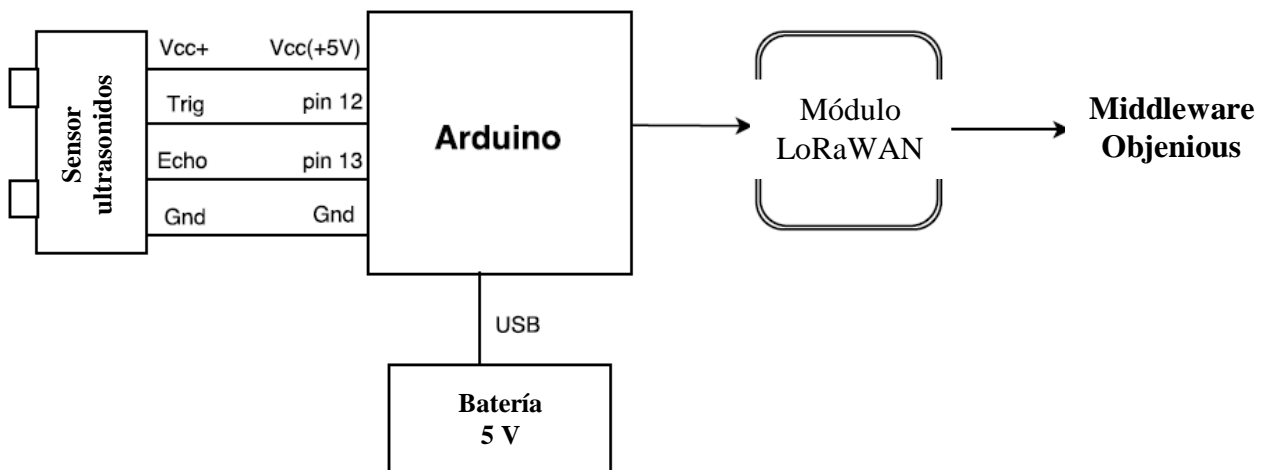 Sensor
ultrasonidos
Vcc+
Vcc(+5V)
Trig
pin 12
Echo
pin 13
Gnd
Gnd
Arduino
Módulo
LoRaWAN
Middleware
Objenious
USB
Batería
5 V